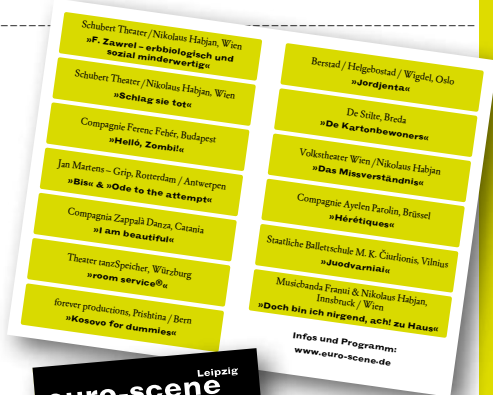 Schubert Theater/Nikolaus Habjan, Wien
»F. Zawrel – erbbiologisch und
sozial minderwertig«
Schubert Theater/Nikolaus Habjan, Wien
»Schlag sie tot«
Compagnie Ferenc Fehér, Budapest
»Helló, Zombi!«
Jan Martens – Grip, Rotterdam / Antwerpen
»Bis« & »Ode to the attempt«
Compagnia Zappalà Danza, Catania
»I am beautiful«
Theater tanzSpeicher, Würzburg
»room service®«
forever productions, Prishtina / Bern
»Kosovo for dummies«
Berstad / Helgebostad / Wigdel, Oslo
»Jordjenta«
De Stilte, Breda
»De Kartonbewoners«
Volkstheater Wien/Nikolaus Habjan
»Das Missverständnis«
Compagnie Ayelen Parolin, Brüssel
»Hérétiques«
Staatliche Ballettschule M. K. Čiurlionis, Vilnius
»Juodvarniai«
Musicbanda Franui & Nikolaus Habjan,
Innsbruck / Wien
»Doch bin ich nirgend, ach! zu Haus«
Infos und Programm:
www.euro-scene.de
Leipzig
euro-scene